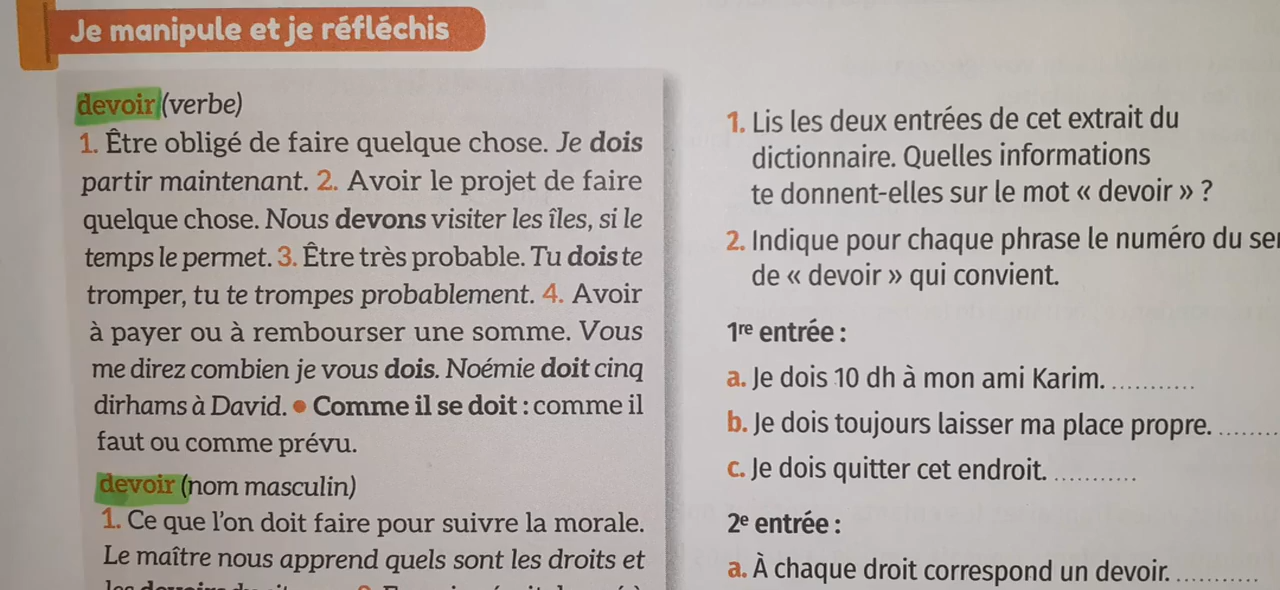 Je manipule et je réfléchis
devoir (verbe)
1. Être obligé de faire quelque chose. Je dois
partir maintenant. 2. Avoir le projet de faire
quelque chose. Nous devons visiter les îles, si le
temps le permet. 3. Être très probable. Tu dois te
tromper, tu te trompes probablement. 4. Avoir
à payer ou à rembourser une somme. Vous
me direz combien je vous dois. Noémie doit cinq
dirhams à David. ● Comme il se doit : comme il
faut ou comme prévu.
devoir (nom masculin)
1. Ce que l'on doit faire pour suivre la morale.
Le maître nous apprend quels sont les droits et
1. Lis les deux entrées de cet extrait du
dictionnaire. Quelles informations
te donnent-elles sur le mot « devoir » ?
2. Indique pour chaque phrase le numéro du
de « devoir » qui convient.
1re entrée :
a. Je dois 10 dh à mon ami Karim. ...........
b. Je dois toujours laisser ma place propre. ........
c. Je dois quitter cet endroit. ...........
2e entrée :
a. À chaque droit correspond un devoir. ...........